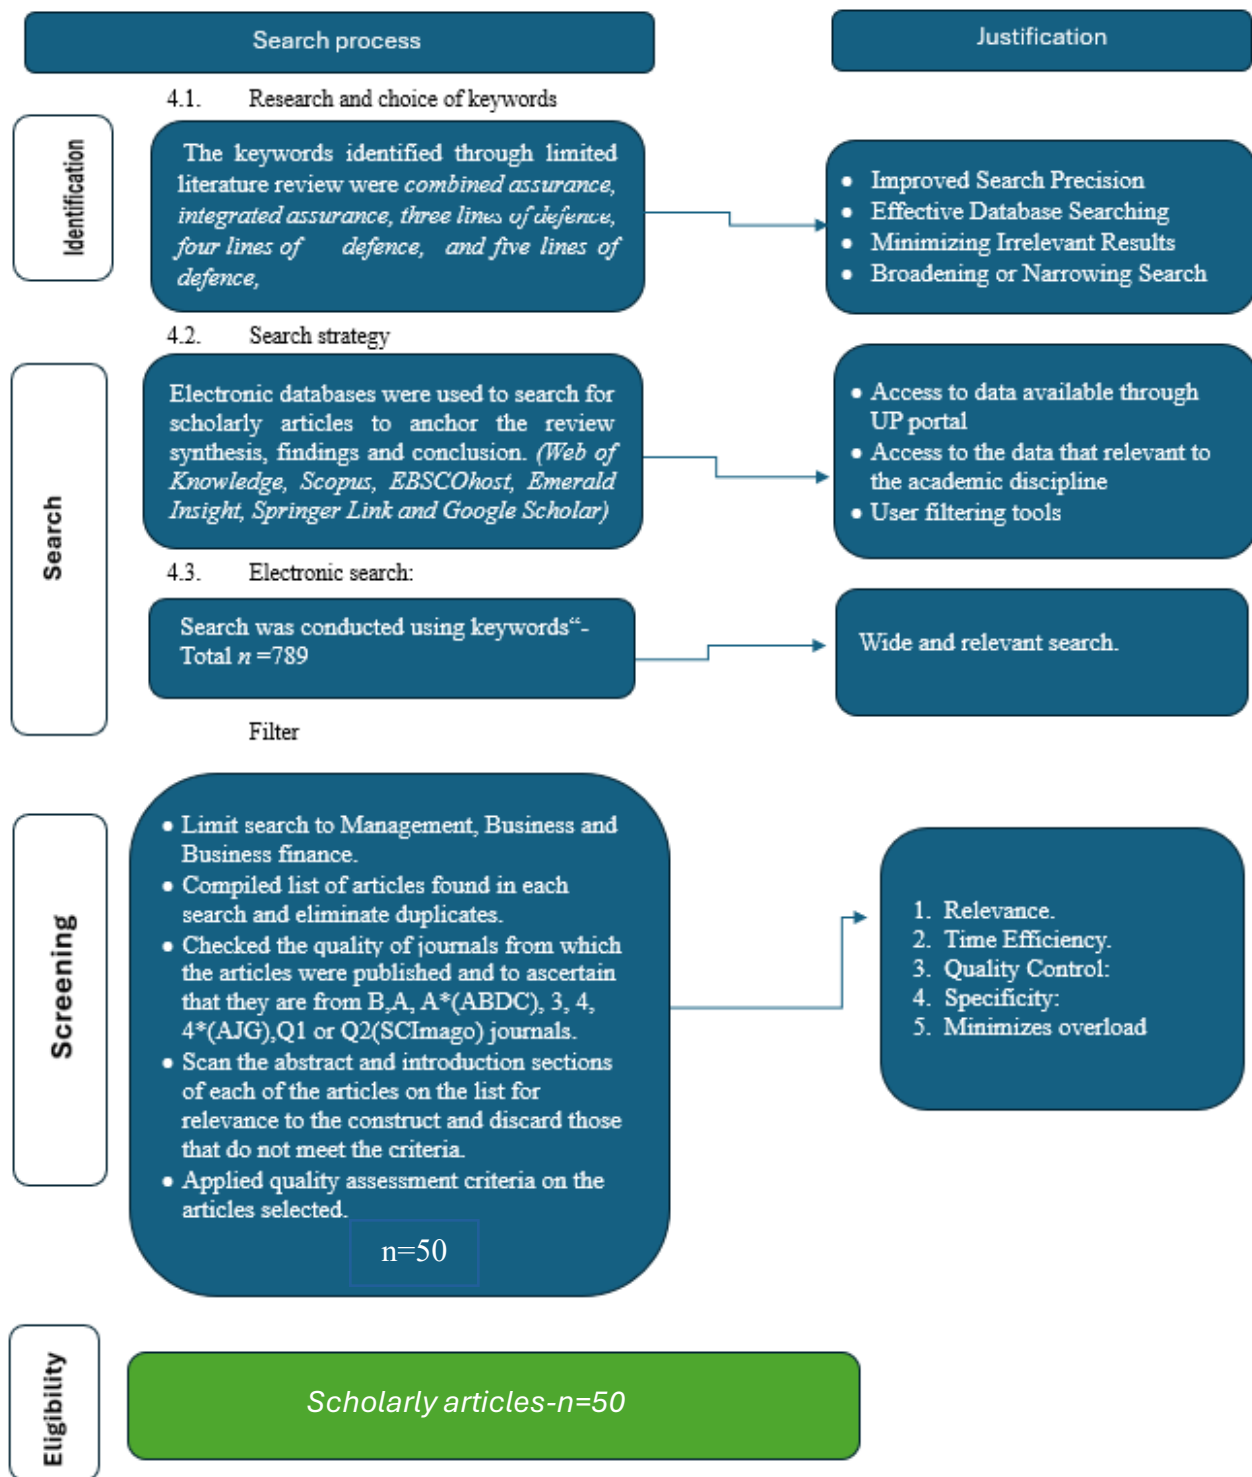 Search process
Justification
4.1. Research and choice of keywords
Identification
The keywords identified through limited
literature review were combined assurance,
integrated assurance, three lines of defence,
four lines of defence, and five lines of
defence,
● Improved Search Precision
● Effective Database Searching
● Minimizing Irrelevant Results
● Broadening or Narrowing Search
4.2. Search strategy
Search
Electronic databases were used to search for
scholarly articles to anchor the review
synthesis, findings and conclusion. (Web of
Knowledge, Scopus, EBSCOhost, Emerald
Insight, Springer Link and Google Scholar)
● Access to data available through
UP portal
● Access to the data that relevant to
the academic discipline
● User filtering tools
4.3. Electronic search:
Search was conducted using keywords“-
Total n =789
Wide and relevant search.
Filter
Screening
● Limit search to Management, Business and
Business finance.
● Compiled list of articles found in each
search and eliminate duplicates.
● Checked the quality of journals from which
the articles were published and to ascertain
that they are from B,A, A*(ABDC), 3, 4,
4*(AJG),Q1 or Q2(SCImago) journals.
● Scan the abstract and introduction sections
of each of the articles on the list for
relevance to the construct and discard those
that do not meet the criteria.
● Applied quality assessment criteria on the
articles selected.
n=50
1. Relevance.
2. Time Efficiency.
3. Quality Control:
4. Specificity:
5. Minimizes overload
Eligibility
Scholarly articles-n=50